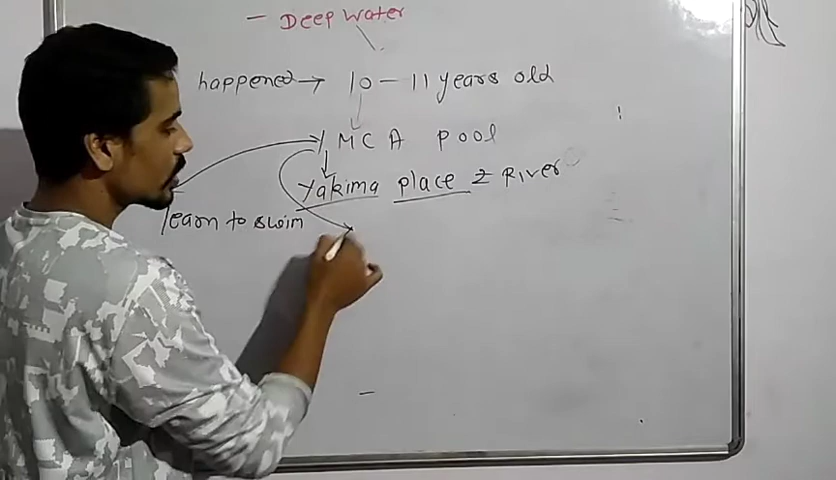 - Deep Water
happened → 10 - 11 years old
YMCA pool
Yakima place & River
learn to swim